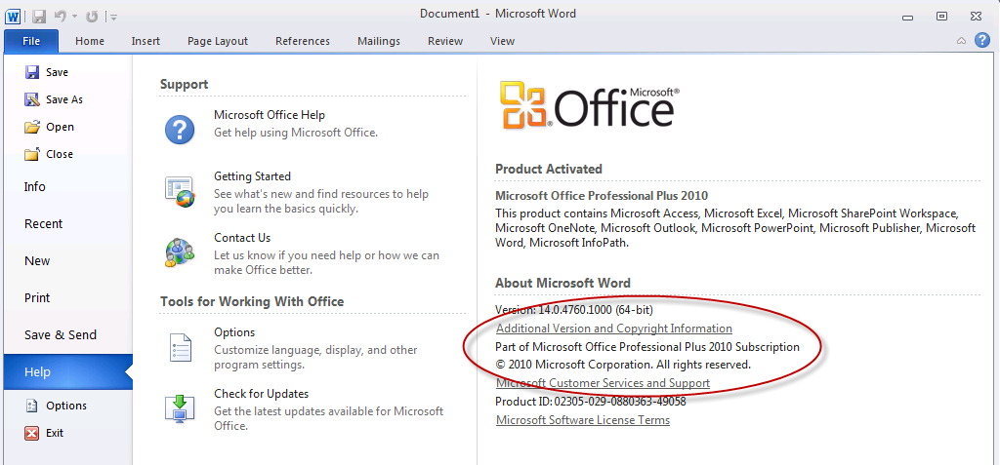 Document1 - Microsoft Word
File Home Insert Page Layout References Mailings Review View
Save
Save As
Open
Close
Info
Recent
New
Print
Save & Send
Help
Options
Exit
Support
Microsoft Office Help
Get help using Microsoft Office.
Getting Started
See what's new and find resources to help
you learn the basics quickly.
Contact Us
Let us know if you need help or how we can
make Office better.
Tools for Working With Office
Options
Customize language, display, and other
program settings.
Check for Updates
Get the latest updates available for Microsoft
Office.
Microsoft®
Office
Product Activated
Microsoft Office Professional Plus 2010
This product contains Microsoft Access, Microsoft Excel, Microsoft SharePoint Workspace,
Microsoft OneNote, Microsoft Outlook, Microsoft PowerPoint, Microsoft Publisher, Microsoft
Word, Microsoft InfoPath.
About Microsoft Word
Version: 14.0.4760.1000 (64-bit)
Additional Version and Copyright Information
Part of Microsoft Office Professional Plus 2010 Subscription
© 2010 Microsoft Corporation. All rights reserved.
Microsoft Customer Services and Support
Product ID: 02305-029-0880363-49058
Microsoft Software License Terms